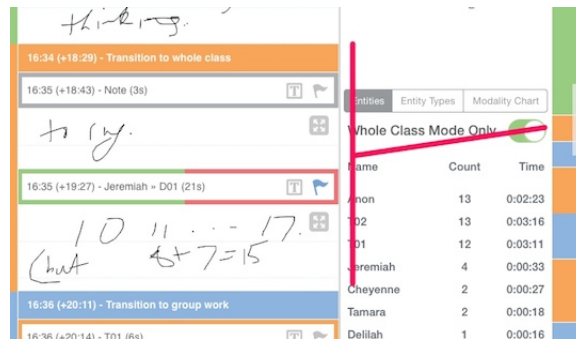 thinking.
16:34 (+18:29) - Transition to whole class
16:35 (+18:43) - Note (3s)
T
to
16:35 (+19:27) - Jeremiah » D01 (21s)
T
10 11 .... 17.
(but 8+7=15
16:36 (+20:11) - Transition to group work
16:36 (+20:14) - T01 (6s)
T
Entities Entity Types Modality Chart
Whole Class Mode Only
Name Count Time
Anon 13 0:02:23
T02 13 0:03:16
T01 12 0:03:11
Jeremiah 4 0:00:33
Cheyenne 2 0:00:27
Tamara 2 0:00:18
Delilah 1 0:00:16